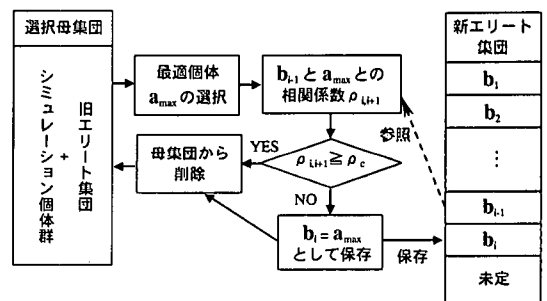 選択母集団
シミュレーション個体群
+
旧エリート集団
最適個体
a_max の選択
b_i-1 と a_max との
相関係数 ρ_i,i+1
参照
ρ_i,i+1 ≧ ρ_c
YES
NO
母集団から
削除
b_i = a_max
として保存
保存
新エリート
集団
b_1
b_2
⋮
b_i-1
b_i
未定